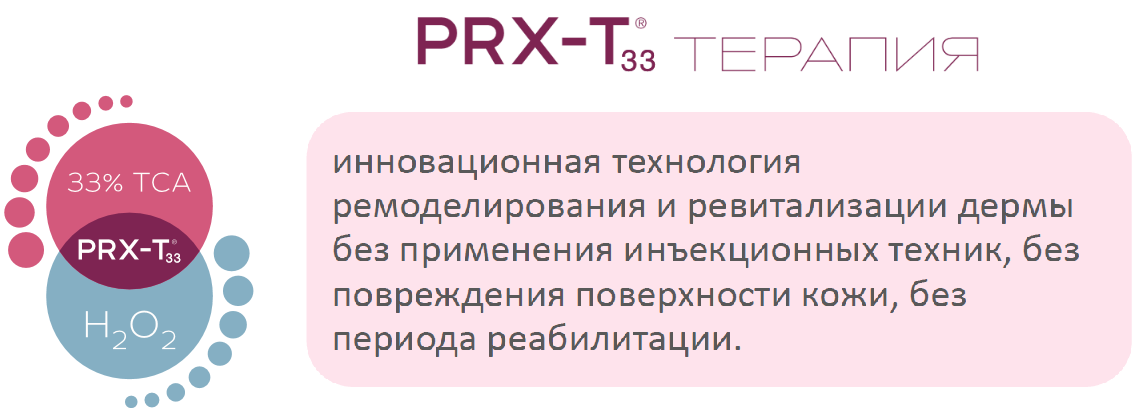 PRX-T33® ТЕРАПИЯ
33% TCA
PRX-T33®
H2O2
инновационная технология
ремоделирования и ревитализации дермы
без применения инъекционных техник, без
повреждения поверхности кожи, без
периода реабилитации.